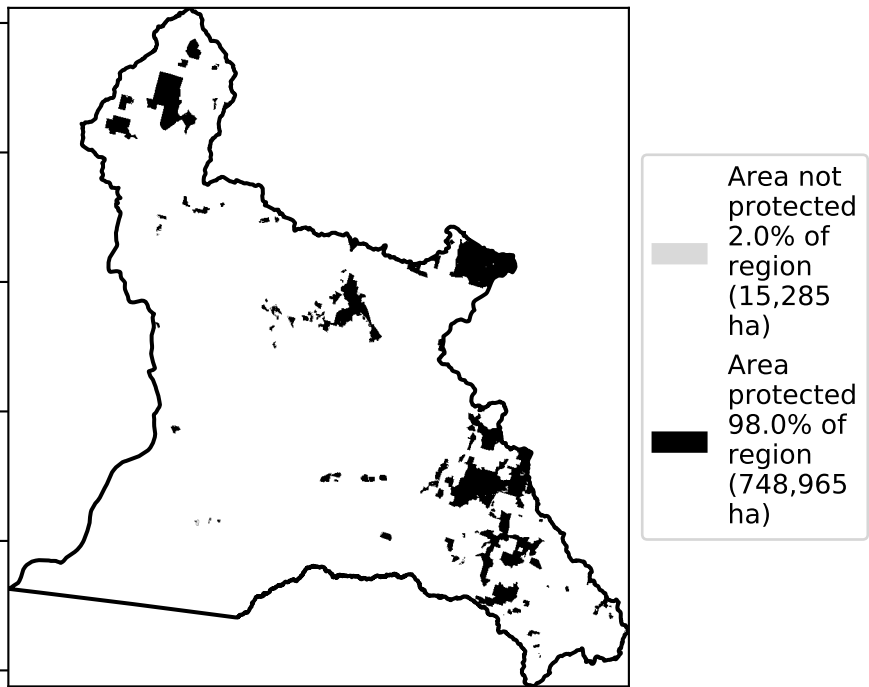 Area not
protected
2.0% of
region
(15,285
ha)
Area
protected
98.0% of
region
(748,965
ha)